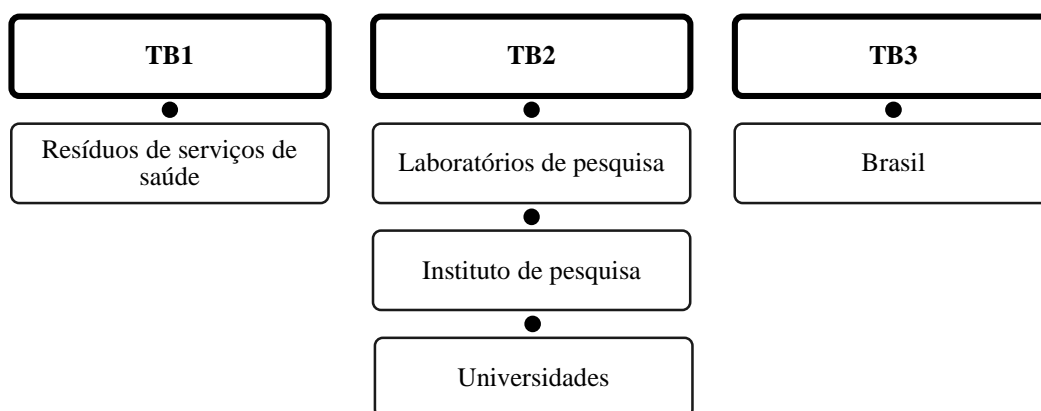 TB1
Resíduos de serviços de
saúde
TB2
Laboratórios de pesquisa
Instituto de pesquisa
Universidades
TB3
Brasil